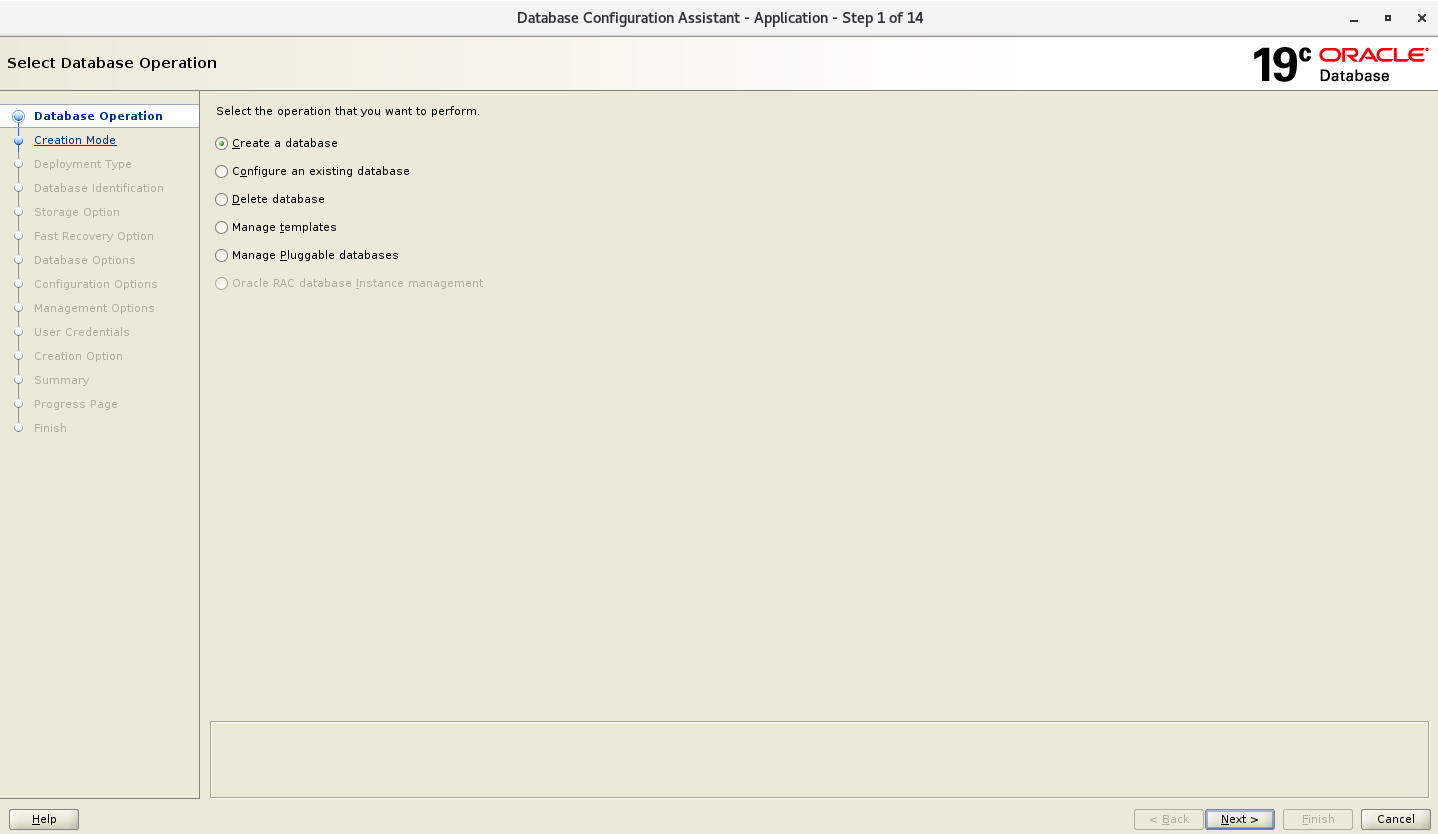 Database Configuration Assistant - Application - Step 1 of 14
Select Database Operation
19c ORACLE
Database
Database Operation
Creation Mode
Deployment Type
Database Identification
Storage Option
Fast Recovery Option
Database Options
Configuration Options
Management Options
User Credentials
Creation Option
Summary
Progress Page
Finish
Select the operation that you want to perform.
Create a database
Configure an existing database
Delete database
Manage templates
Manage Pluggable databases
Oracle RAC database Instance management
Help
< Back
Next >
Finish
Cancel